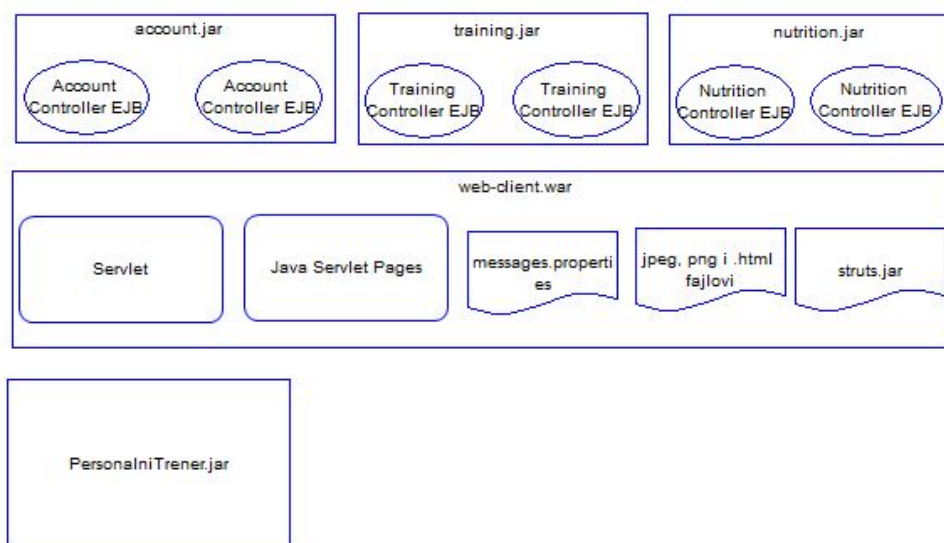 account.jar
Account
Controller EJB
Account
Controller EJB
training.jar
Training
Controller EJB
Training
Controller EJB
nutrition.jar
Nutrition
Controller EJB
Nutrition
Controller EJB
web-client.war
Servlet
Java Servlet Pages
messages.properti
es
jpeg, png i .html
fajlovi
struts.jar
PersonalniTrener.jar